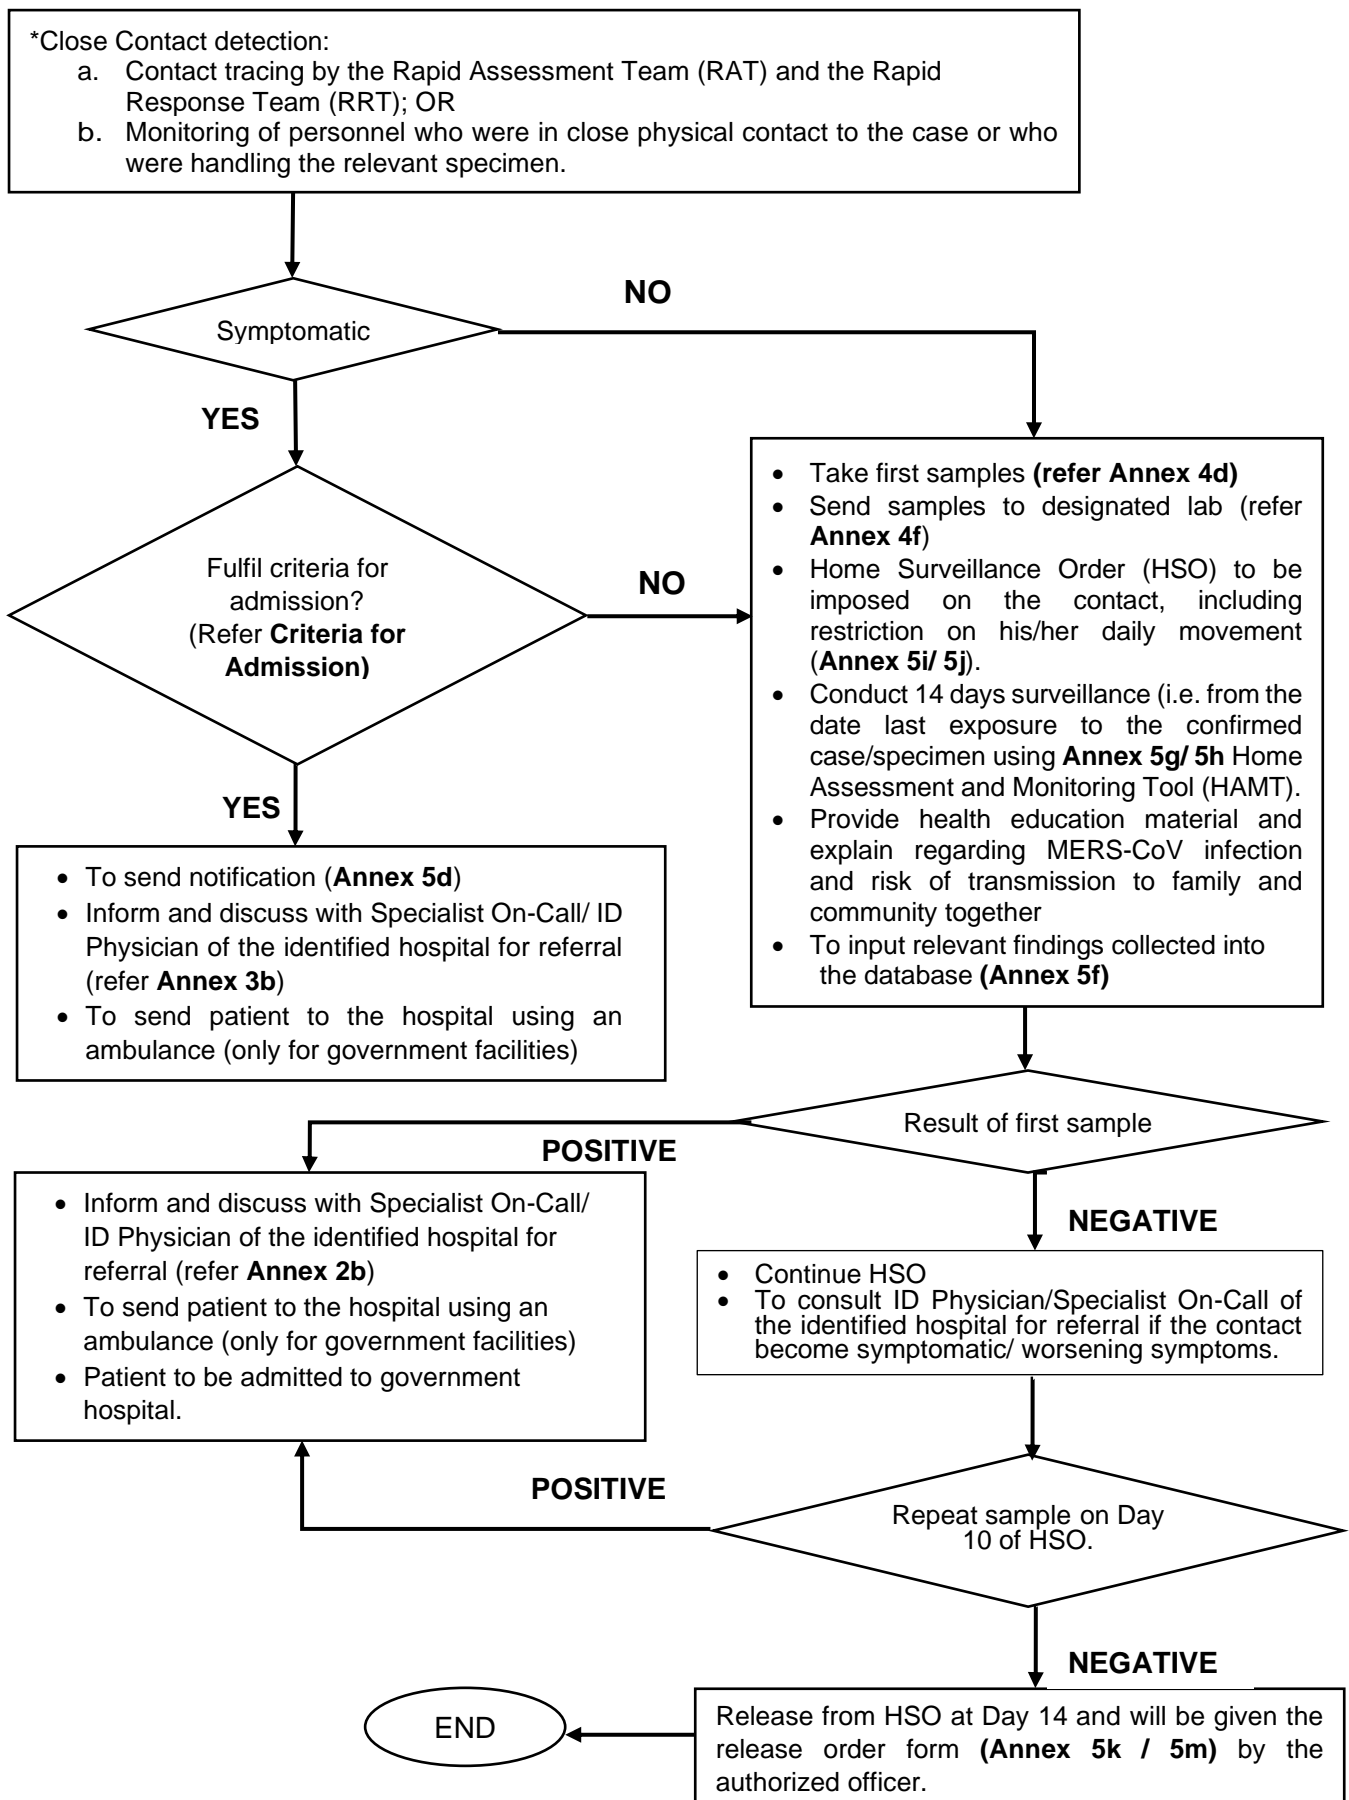 *Close Contact detection:
a. Contact tracing by the Rapid Assessment Team (RAT) and the Rapid
Response Team (RRT); OR
b. Monitoring of personnel who were in close physical contact to the case or who
were handling the relevant specimen.
Symptomatic
NO
YES
Fulfil criteria for
admission?
(Refer Criteria for
Admission)
NO
YES
• Take first samples (refer Annex 4d)
• Send samples to designated lab (refer
Annex 4f)
• Home Surveillance Order (HSO) to be
imposed on the contact, including
restriction on his/her daily movement
(Annex 5i/ 5j).
• Conduct 14 days surveillance (i.e. from the
date last exposure to the confirmed
case/specimen using Annex 5g/ 5h Home
Assessment and Monitoring Tool (HAMT).
• Provide health education material and
explain regarding MERS-CoV infection
and risk of transmission to family and
community together
• To input relevant findings collected into
the database (Annex 5f)
• To send notification (Annex 5d)
• Inform and discuss with Specialist On-Call/ ID
Physician of the identified hospital for referral
(refer Annex 3b)
• To send patient to the hospital using an
ambulance (only for government facilities)
Result of first sample
POSITIVE
NEGATIVE
• Inform and discuss with Specialist On-Call/
ID Physician of the identified hospital for
referral (refer Annex 2b)
• To send patient to the hospital using an
ambulance (only for government facilities)
• Patient to be admitted to government
hospital.
• Continue HSO
• To consult ID Physician/Specialist On-Call of
the identified hospital for referral if the contact
become symptomatic/ worsening symptoms.
POSITIVE
Repeat sample on Day
10 of HSO.
NEGATIVE
END
Release from HSO at Day 14 and will be given the
release order form (Annex 5k / 5m) by the
authorized officer.